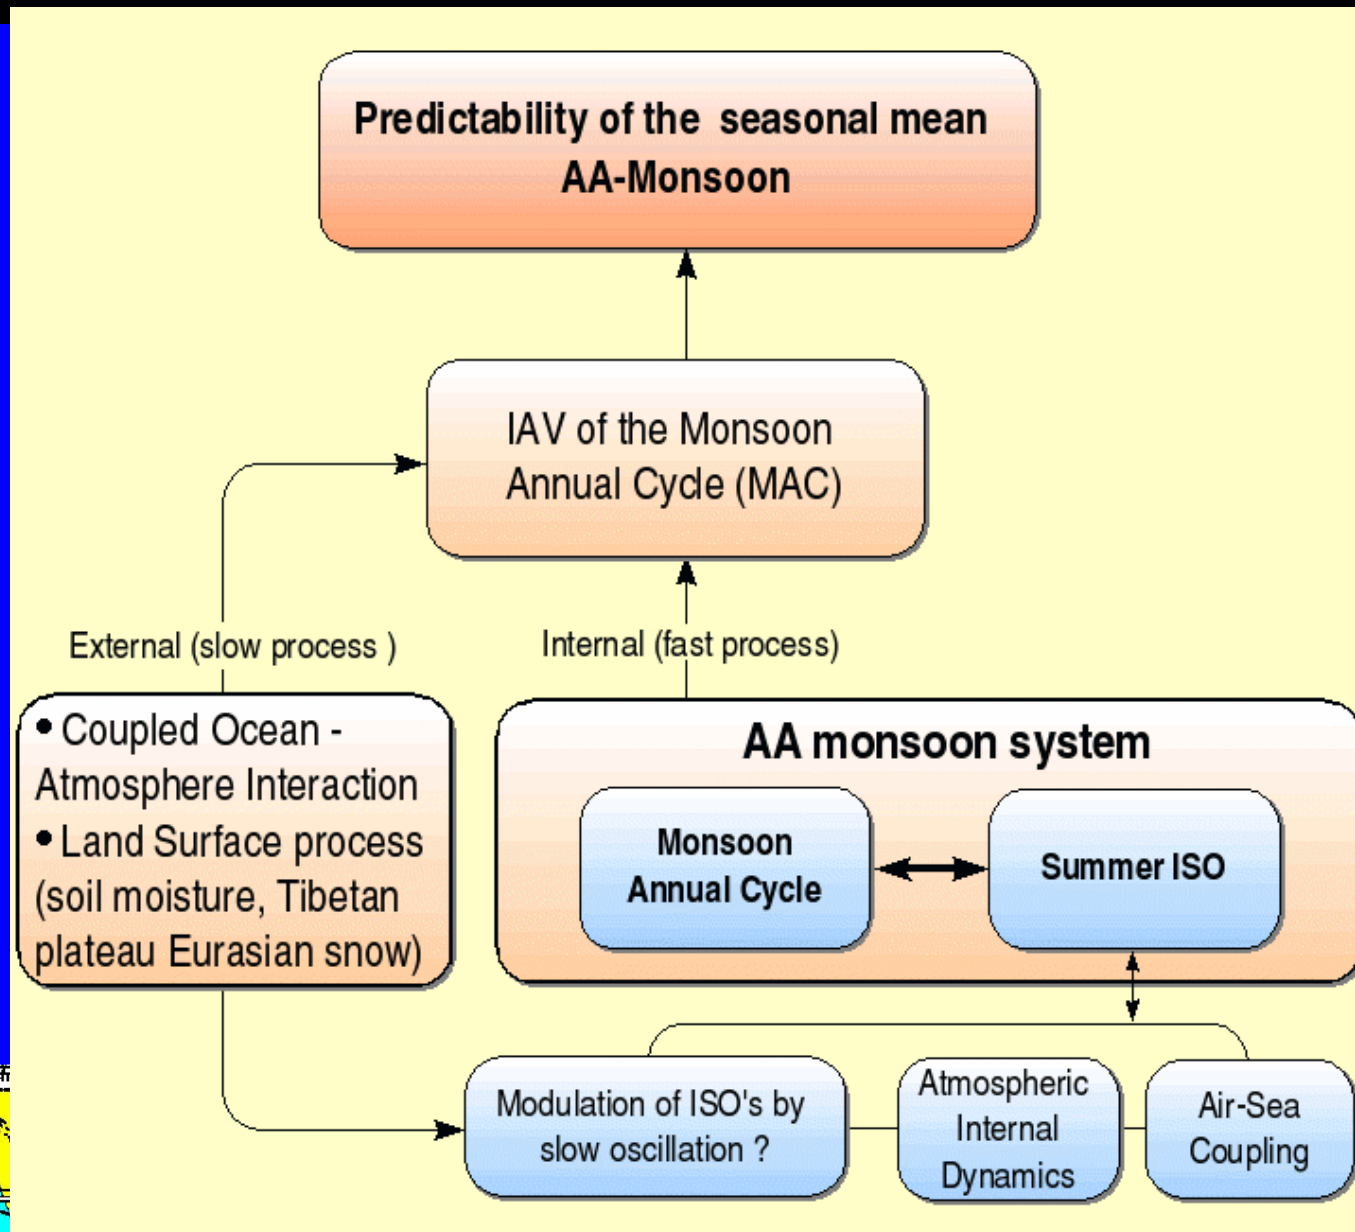 Predictability of the seasonal mean
AA-Monsoon
IAV of the Monsoon
Annual Cycle (MAC)
External (slow process )
Internal (fast process)
• Coupled Ocean -
Atmosphere Interaction
• Land Surface process
(soil moisture, Tibetan
plateau Eurasian snow)
AA monsoon system
Monsoon
Annual Cycle
Summer ISO
Modulation of ISO's by
slow oscillation ?
Atmospheric
Internal
Dynamics
Air-Sea
Coupling